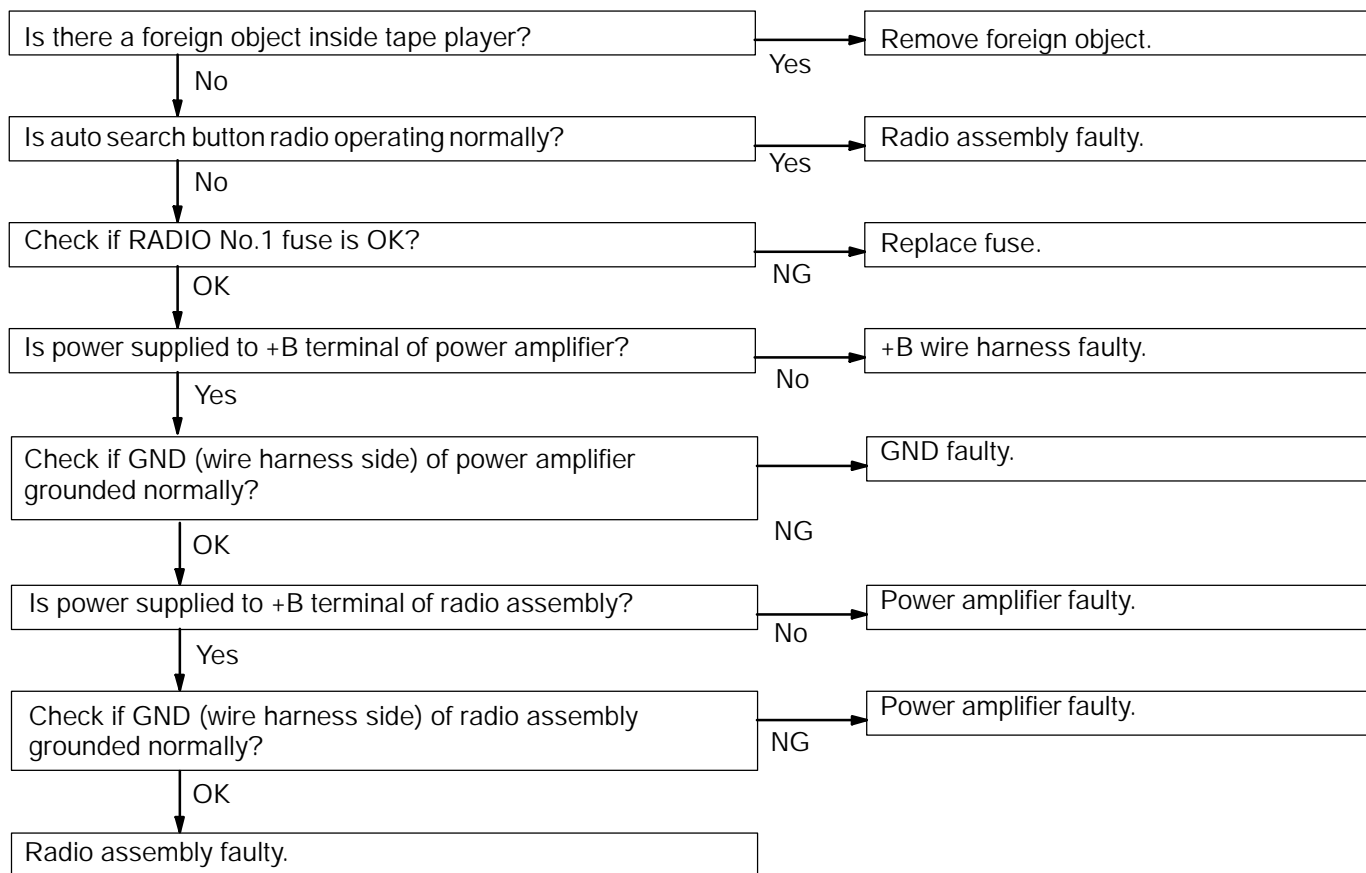 Is there a foreign object inside tape player?
Remove foreign object.
Yes
No
Is auto search button radio operating normally?
Radio assembly faulty.
Yes
No
Check if RADIO No.1 fuse is OK?
Replace fuse.
NG
OK
Is power supplied to +B terminal of power amplifier?
+B wire harness faulty.
No
Yes
Check if GND (wire harness side) of power amplifier
grounded normally?
GND faulty.
NG
OK
Is power supplied to +B terminal of radio assembly?
Power amplifier faulty.
No
Yes
Check if GND (wire harness side) of radio assembly
grounded normally?
Power amplifier faulty.
NG
OK
Radio assembly faulty.